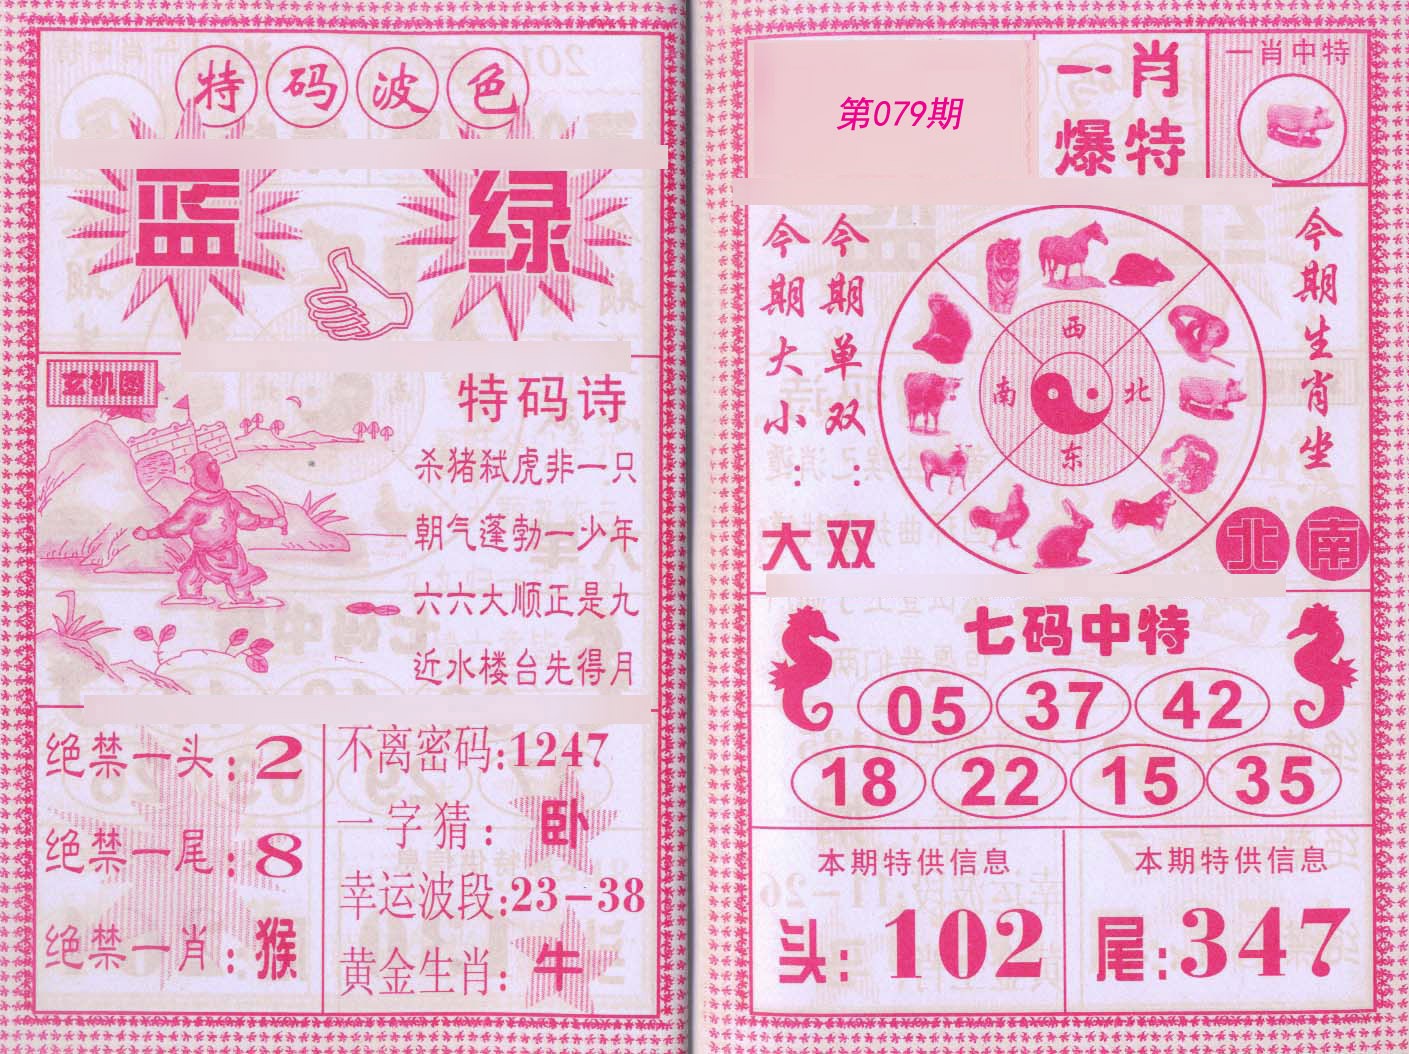 特码波色
蓝 绿
玄机图
特码诗
杀猪弑虎非一只
朝气蓬勃一少年
六六大顺正是九
近水楼台先得月
绝禁一头:2
绝禁一尾:8
绝禁一肖:猴
不离密码:1247
一字猜:卧
幸运波段:23-38
黄金生肖:牛
第079期
一肖
爆特
一肖中特
今期大小:大
今期单双:双
西
南 北
东
今期生肖坐
北 南
七码中特
05 37 42
18 22 15 35
本期特供信息
头:102
本期特供信息
尾:347